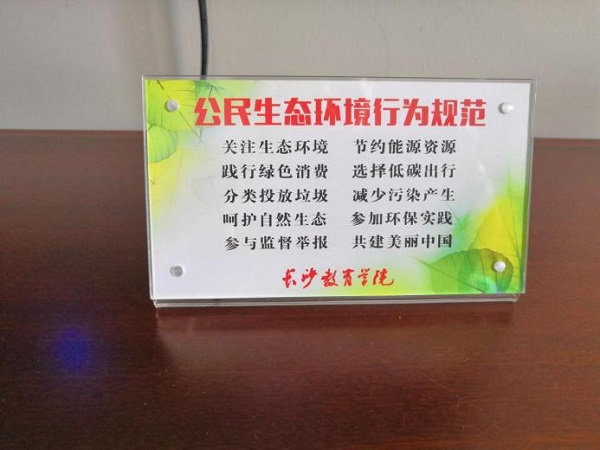 公民生态环境行为规范
关注生态环境 节约能源资源
践行绿色消费 选择低碳出行
分类投放垃圾 减少污染产生
呵护自然生态 参加环保实践
参与监督举报 共建美丽中国
长沙教育学院